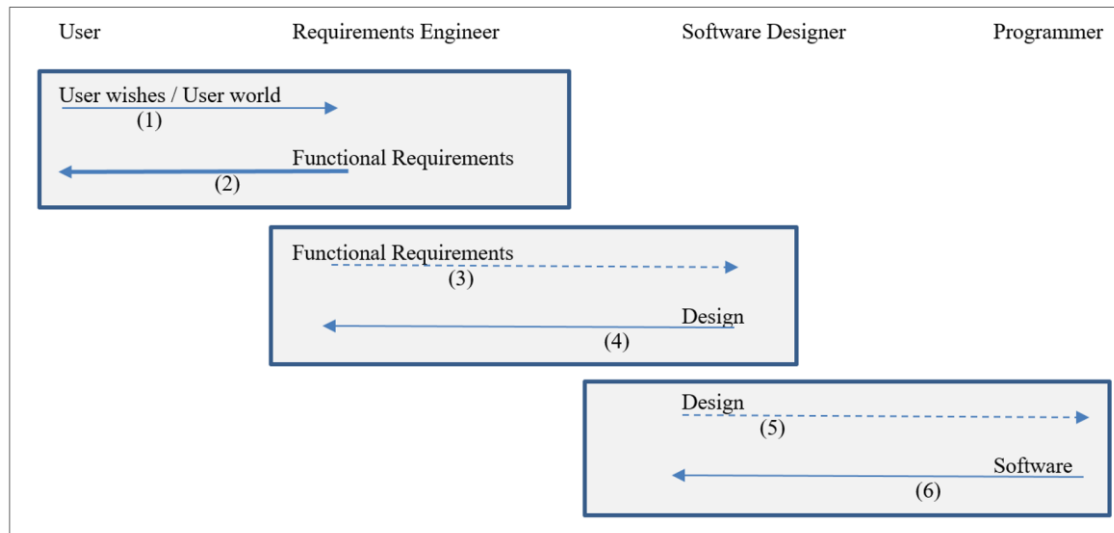 User Requirements Engineer Software Designer Programmer
User wishes / User world
(1)
Functional Requirements
(2)
Functional Requirements
(3)
Design
(4)
Design
(5)
Software
(6)